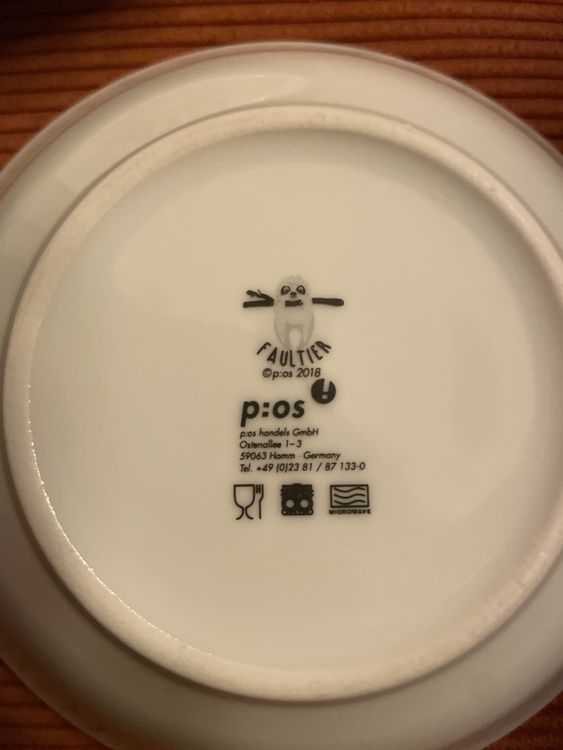 FAULTIER
©p:os 2018
p:os
p:os handels GmbH
Ostenallee 1–3
59063 Hamm · Germany
Tel. +49 (0)23 81 / 87 133-0
MICROWAVE